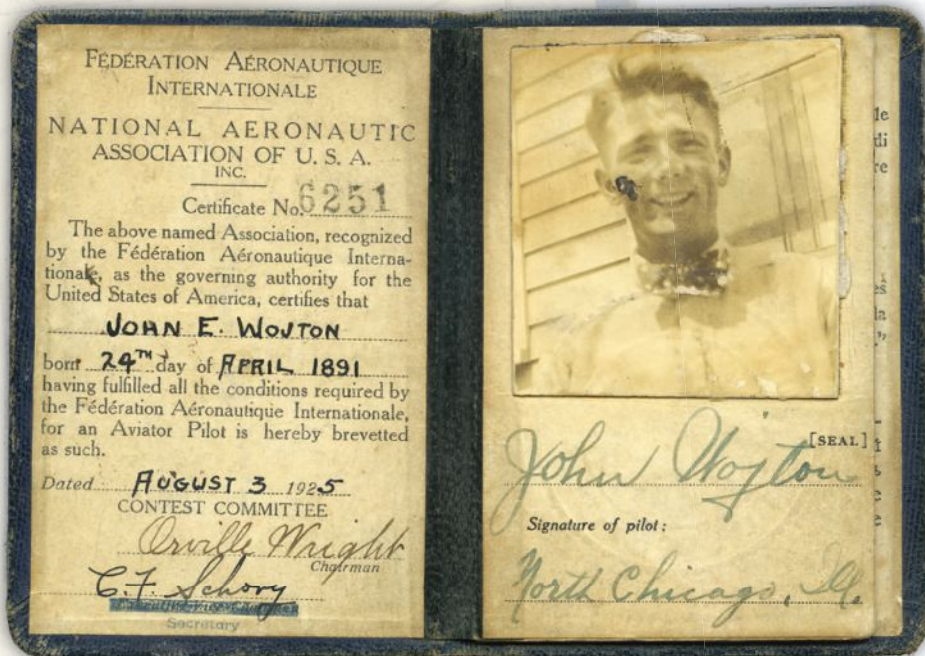 FÉDÉRATION AÉRONAUTIQUE
INTERNATIONALE
NATIONAL AERONAUTIC
ASSOCIATION OF U. S. A.
INC.
Certificate No. 6251
The above named Association, recognized
by the Fédération Aéronautique Interna-
tionale, as the governing authority for the
United States of America, certifies that
JOHN E. WOJTON
born 24TH day of APRIL 1891
having fulfilled all the conditions required by
the Fédération Aéronautique Internationale,
for an Aviator Pilot is hereby brevetted
as such.
Dated AUGUST 3 1925
CONTEST COMMITTEE
Orville Wright
Chairman
C. F. Schory
Secretary
[SEAL]
John Wojton
Signature of pilot:
North Chicago, Ill.